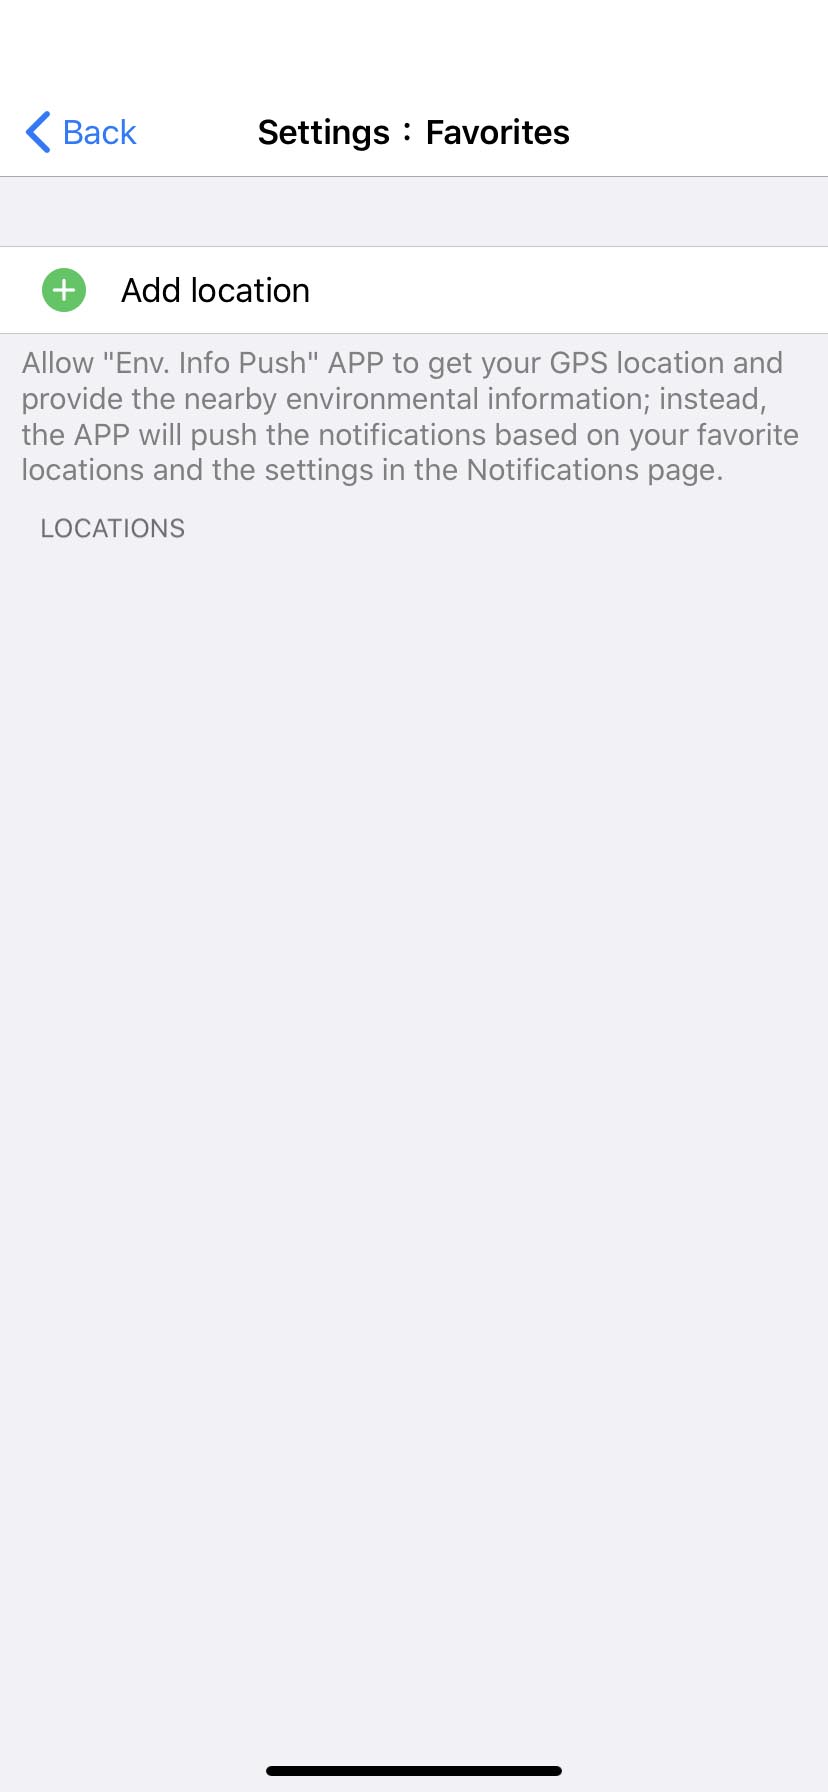 Back
Settings：Favorites
Add location
Allow "Env. Info Push" APP to get your GPS location and
provide the nearby environmental information; instead,
the APP will push the notifications based on your favorite
locations and the settings in the Notifications page.
LOCATIONS